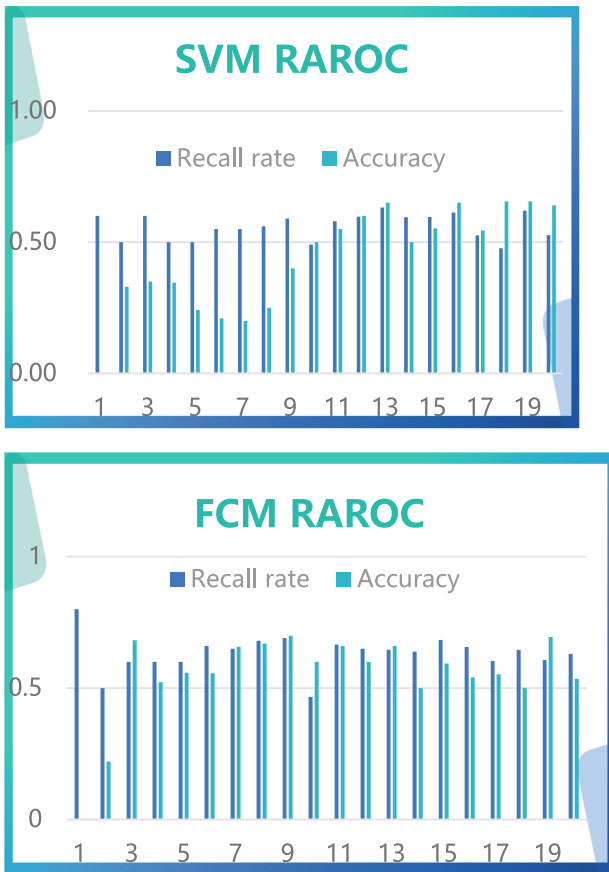 SVM RAROC
1.00
Recall rate Accuracy
0.50
0.00
1 3 5 7 9 11 13 15 17 19
FCM RAROC
1
Recall rate Accuracy
0.5
0
1 3 5 7 9 11 13 15 17 19